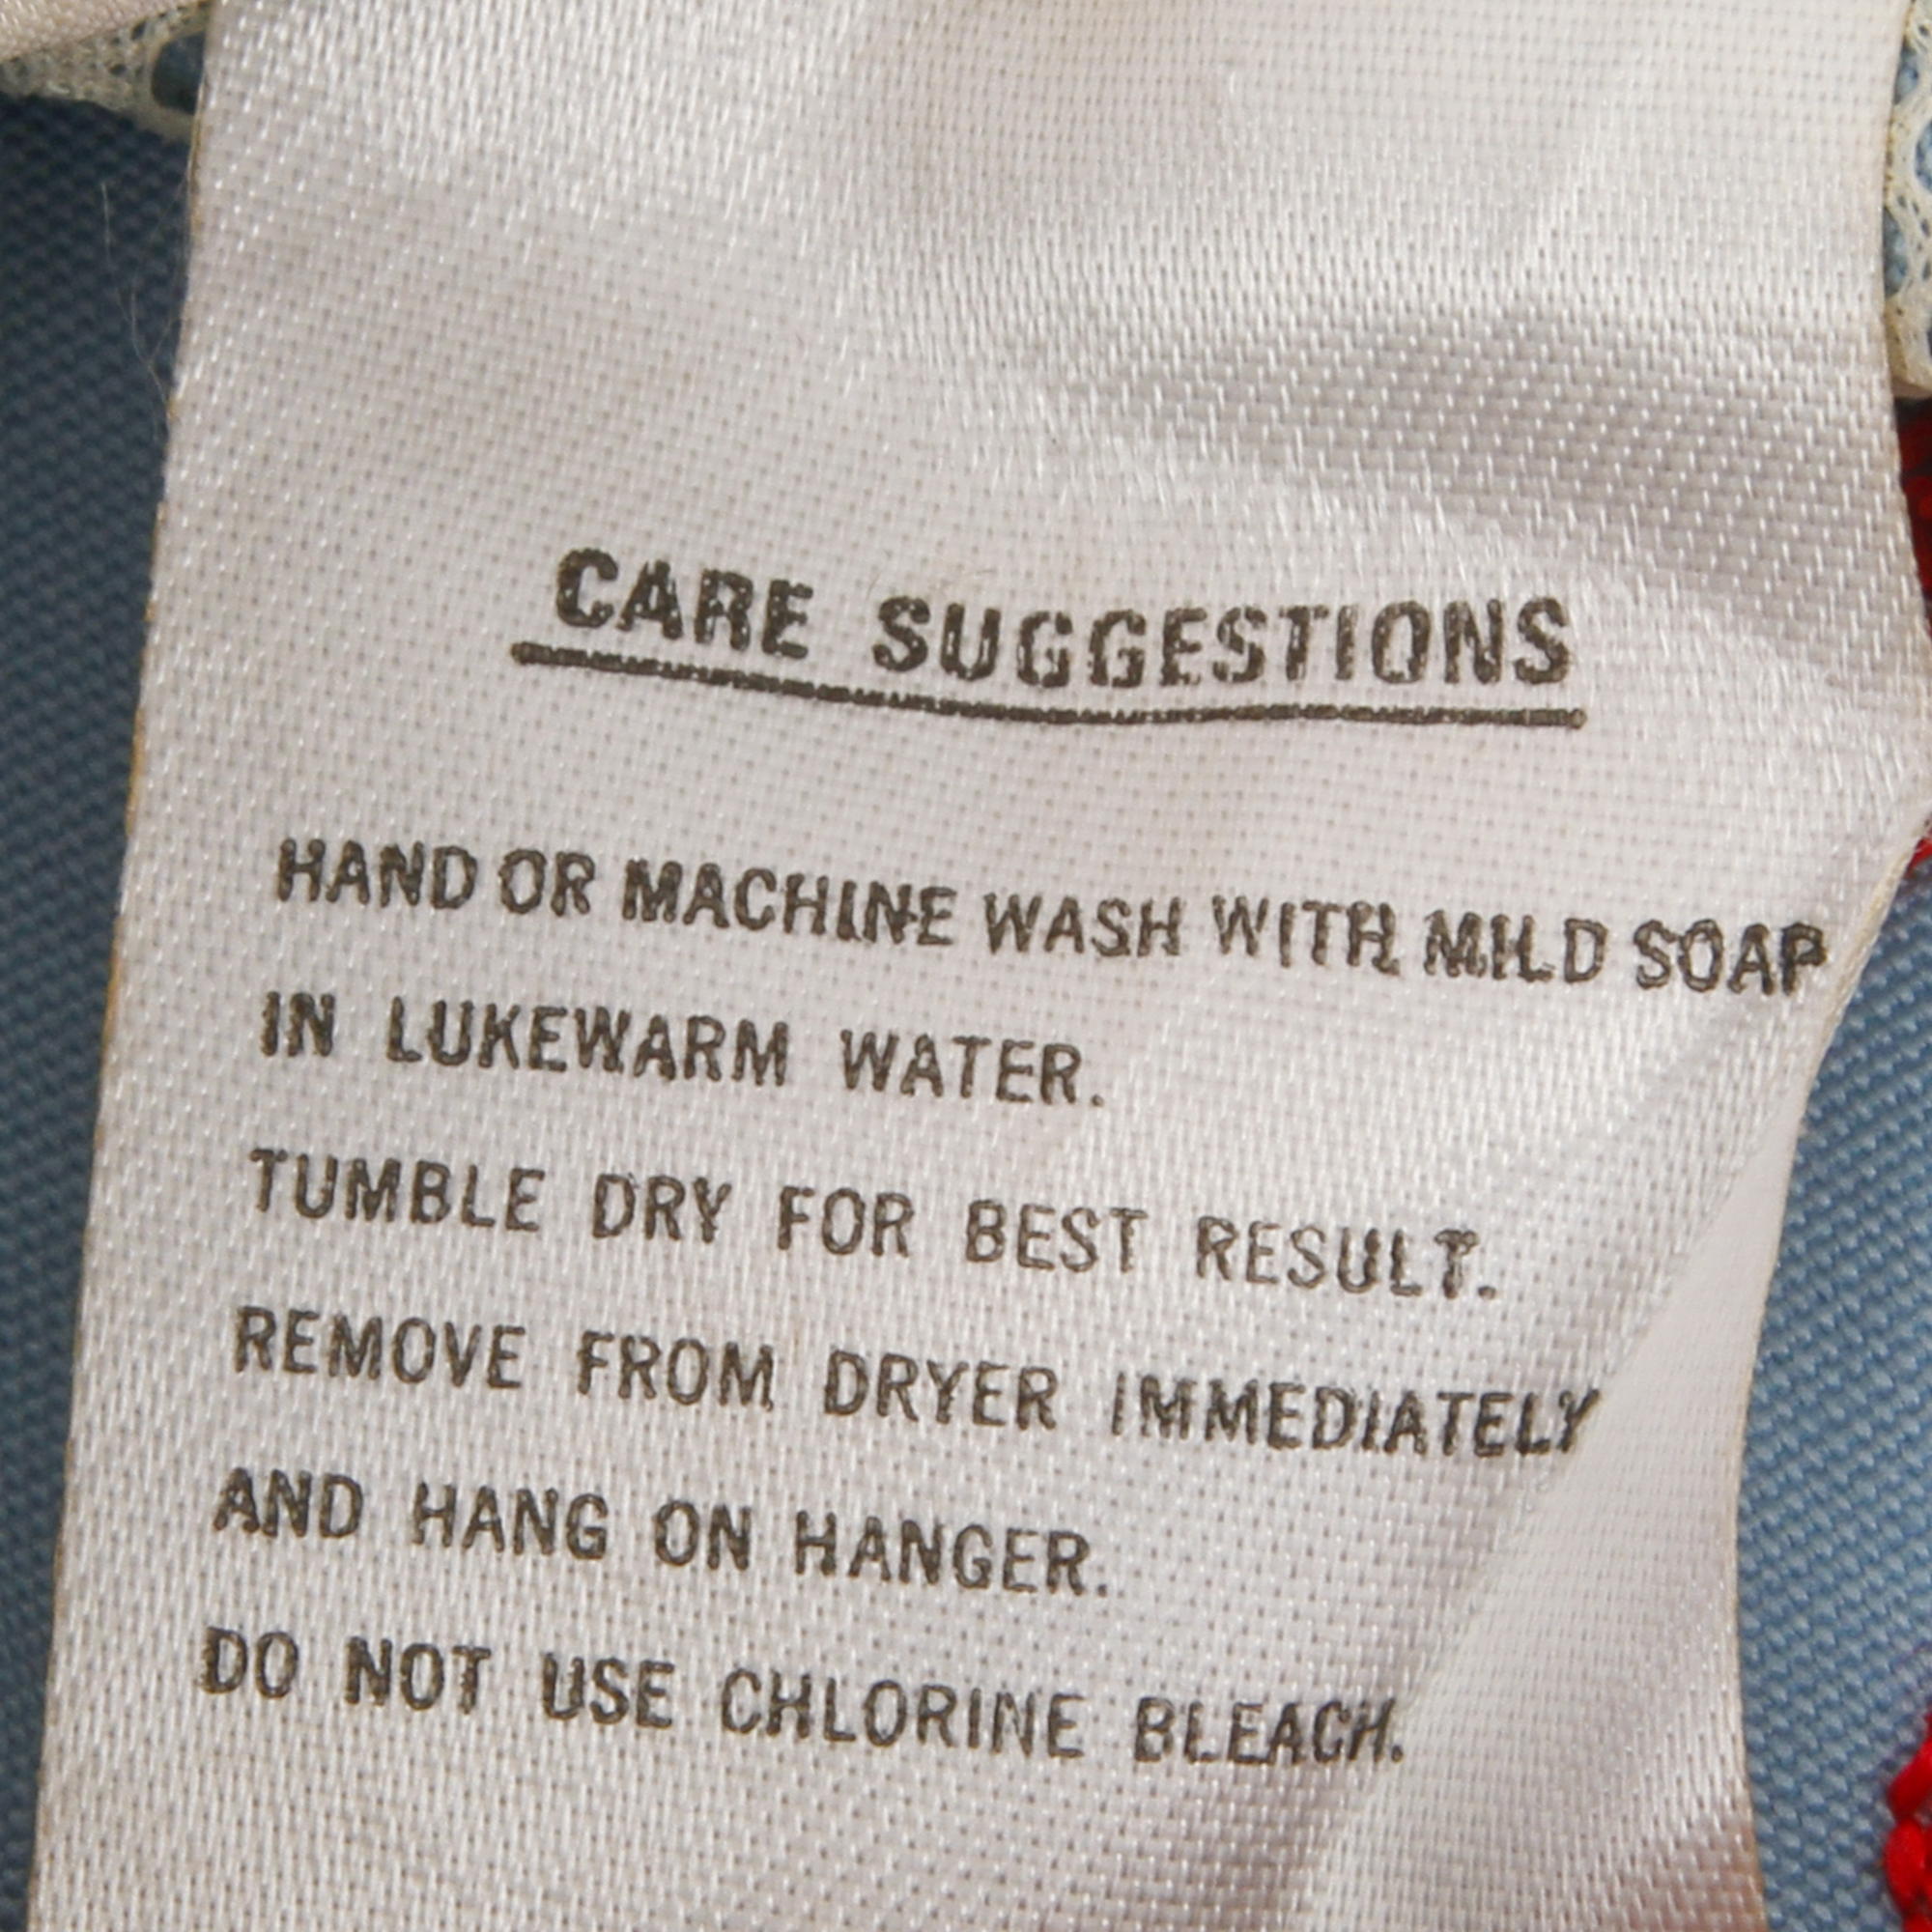 CARE SUGGESTIONS
HAND OR MACHINE WASH WITH MILD SOAP
IN LUKEWARM WATER.
TUMBLE DRY FOR BEST RESULT.
REMOVE FROM DRYER IMMEDIATELY
AND HANG ON HANGER.
DO NOT USE CHLORINE BLEACH.